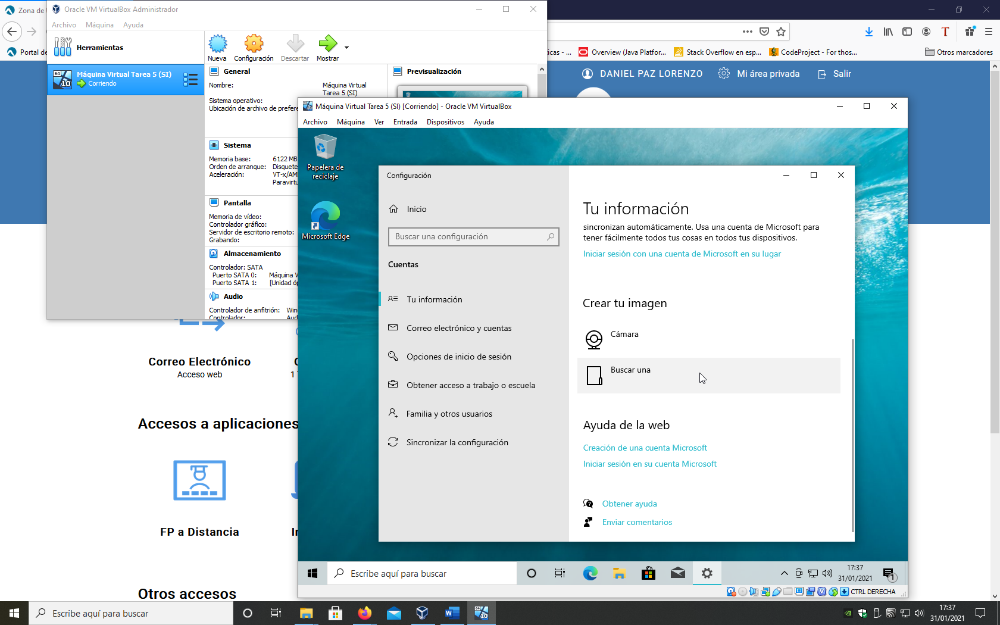 Zona de
Oracle VM VirtualBox Administrador
Archivo Máquina Ayuda
Herramientas
Nueva Configuración Descartar Mostrar
Portal de
icas - ...
Overview (Java Platfor...
Stack Overflow en esp...
CodeProject - For thos...
Otros marcadores
DANIEL PAZ LORENZO
Mi área privada
Salir
Máquina Virtual Tarea 5 (SI)
Corriendo
General
Nombre: Máquina Virtual
Tarea 5 (SI)
Sistema operativo:
Ubicación de archivo de prefere
Previsualización
Sistema
Memoria base: 6122 MB
Orden de arranque: Disquete
Aceleración: VT-x/AM
Paravirtu
Pantalla
Memoria de vídeo:
Controlador gráfico:
Servidor de escritorio remoto:
Grabando:
Almacenamiento
Controlador: SATA
Puerto SATA 0: Máquina V
Puerto SATA 1: [Unidad óp
Audio
Controlador de anfitrión: Win
Controlador: Aud
Máquina Virtual Tarea 5 (SI) [Corriendo] - Oracle VM VirtualBox
Archivo Máquina Ver Entrada Dispositivos Ayuda
Papelera de
reciclaje
Microsoft Edge
Configuración
Inicio
Buscar una configuración
Cuentas
Tu información
Correo electrónico y cuentas
Opciones de inicio de sesión
Obtener acceso a trabajo o escuela
Familia y otros usuarios
Sincronizar la configuración
Tu información
sincronizan automáticamente. Usa una cuenta de Microsoft para
tener fácilmente todos tus cosas en todos tus dispositivos.
Iniciar sesión con una cuenta de Microsoft en su lugar
Crear tu imagen
Cámara
Buscar una
Ayuda de la web
Creación de una cuenta Microsoft
Iniciar sesión en su cuenta Microsoft
Obtener ayuda
Enviar comentarios
Escribe aquí para buscar
17:37
31/01/2021
1
CTRL DERECHA
Correo Electrónico
Acceso web
Accesos a aplicaciones
FP a Distancia
Otros accesos
Escribe aquí para buscar
17:37
31/01/2021